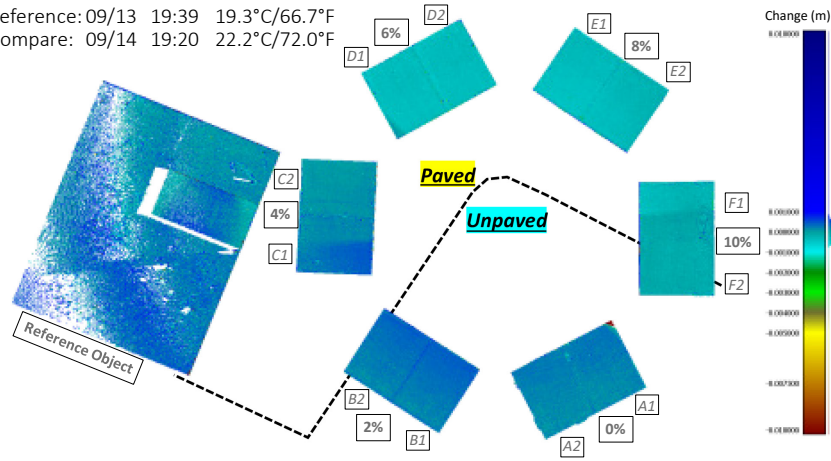 eference: 09/13 19:39 19.3°C/66.7°F
ompare: 09/14 19:20 22.2°C/72.0°F
Change (m)
D2
6%
D1
E1
8%
E2
C2
4%
C1
Paved
Unpaved
F1
10%
F2
Reference Object
B2
2%
B1
A1
0%
A2